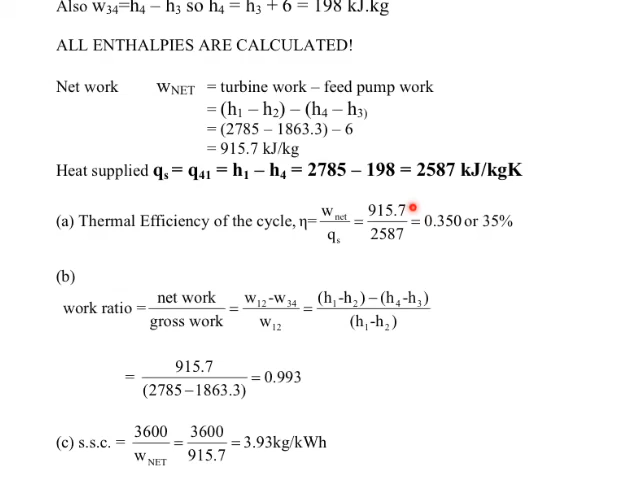 Also w₃₄=h₄ – h₃ so h₄ = h₃ + 6 = 198 kJ.kg
ALL ENTHALPIES ARE CALCULATED!
Net work wNET = turbine work – feed pump work
= (h₁ – h₂) – (h₄ – h₃)
= (2785 – 1863.3) – 6
= 915.7 kJ/kg
Heat supplied qₛ = q₄₁ = h₁ – h₄ = 2785 – 198 = 2587 kJ/kgK
(a) Thermal Efficiency of the cycle, η= w net / qₛ = 915.7 / 2587 = 0.350 or 35%
(b)
work ratio = net work / gross work = w₁₂-w₃₄ / w₁₂ = (h₁-h₂) – (h₄-h₃) / (h₁-h₂)
= 915.7 / (2785 – 1863.3) = 0.993
(c) s.s.c. = 3600 / w NET = 3600 / 915.7 = 3.93kg/kWh